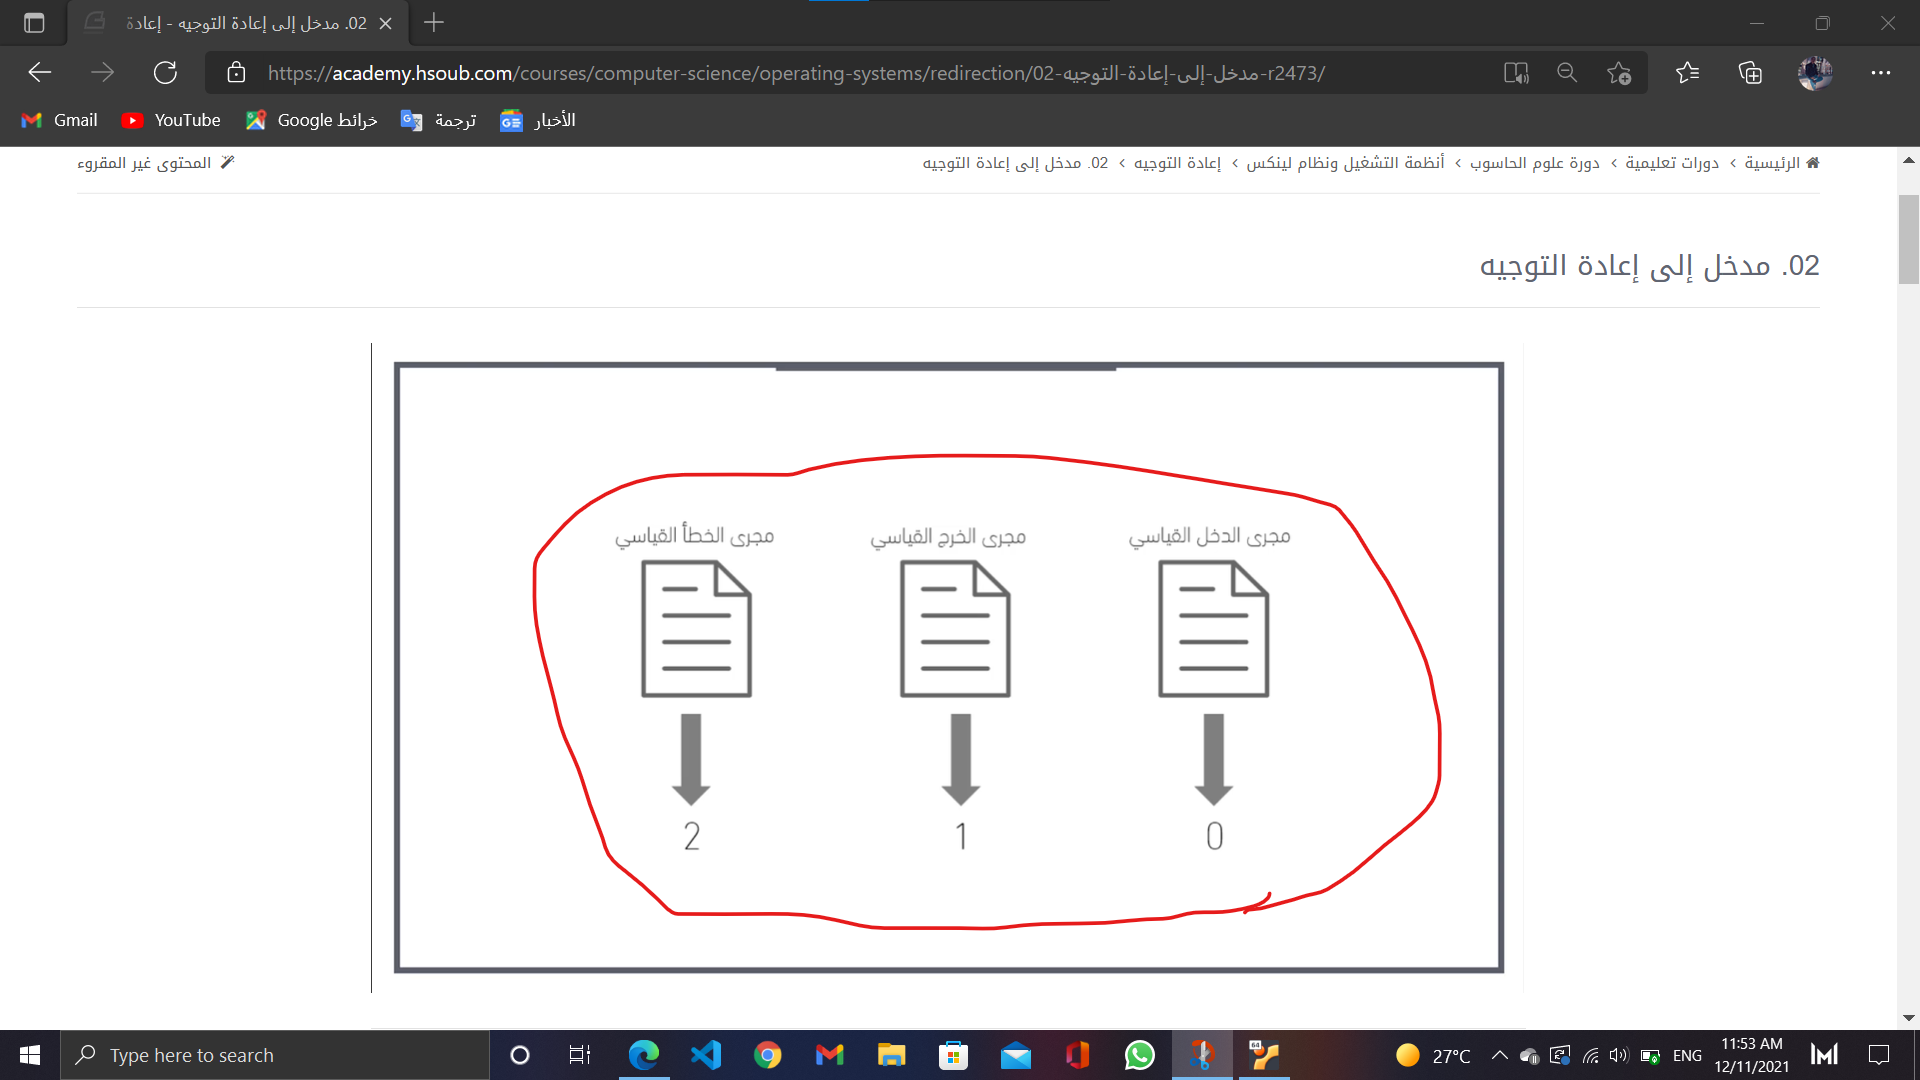 02. مدخل إلى إعادة التوجيه - إعادة
https://academy.hsoub.com/courses/computer-science/operating-systems/redirection/02-مدخل-إلى-إعادة-التوجيه-r2473/
Gmail YouTube Google خرائط ترجمة الأخبار
الرئيسية › دورات تعليمية › دورة علوم الحاسوب › أنظمة التشغيل ونظام لينكس › إعادة التوجيه › 02. مدخل إلى إعادة التوجيه
المحتوى غير المقروء
02. مدخل إلى إعادة التوجيه
مجرى الدخل القياسي
مجرى الخرج القياسي
مجرى الخطأ القياسي
0
1
2
Type here to search
64
27°C
ENG
11:53 AM
12/11/2021